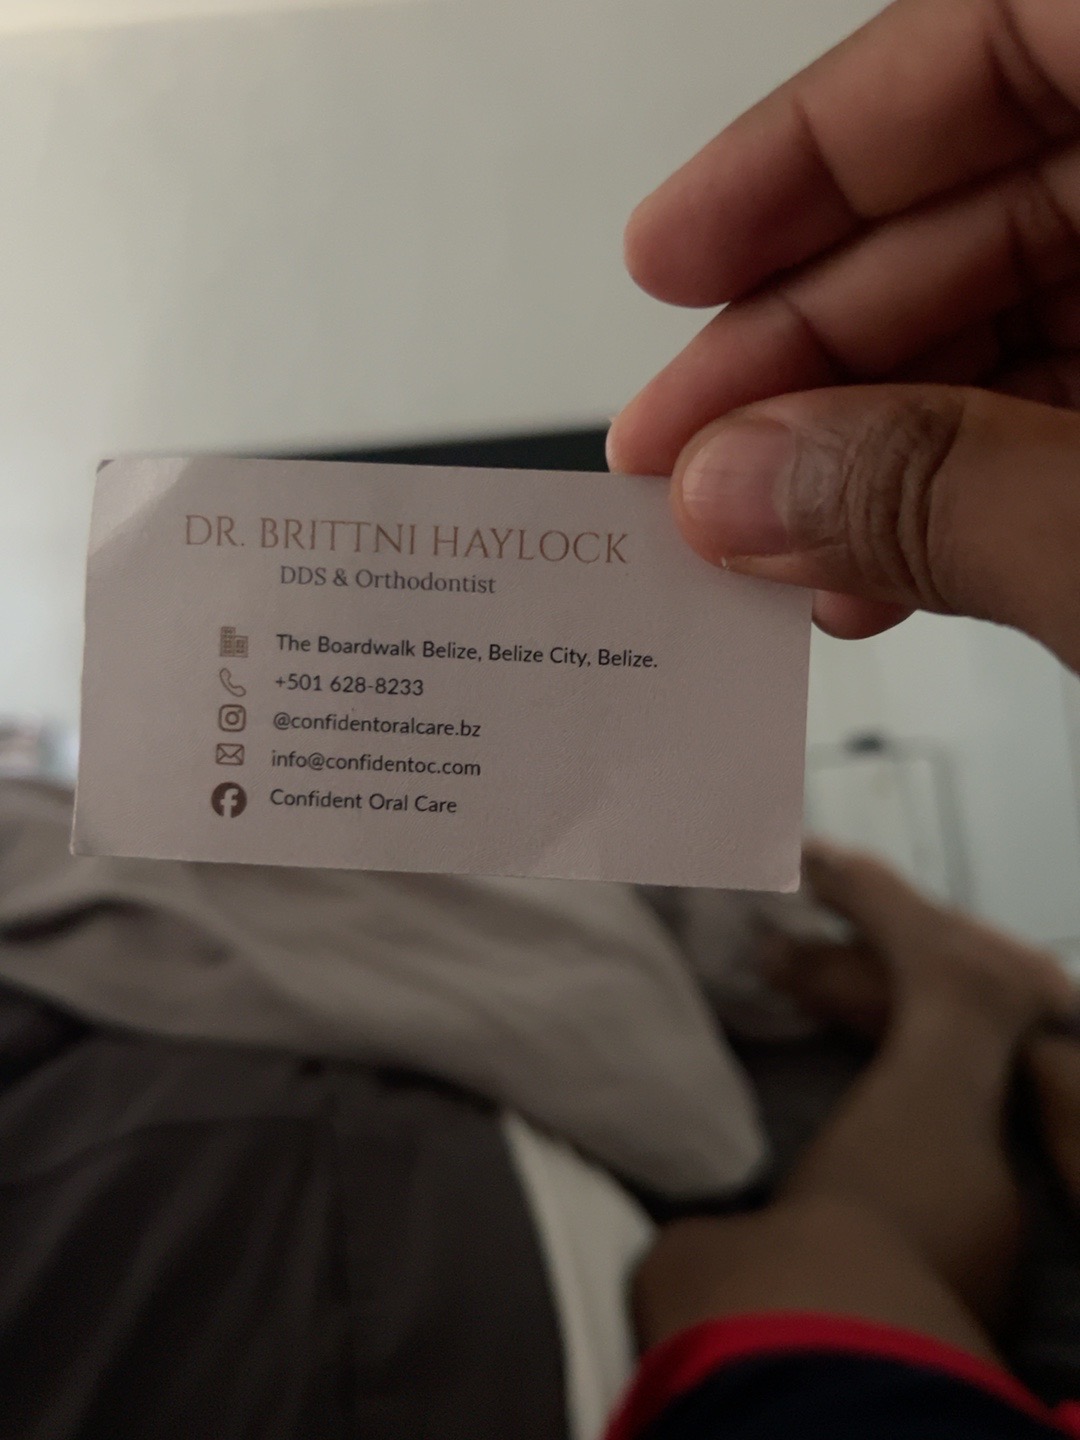 DR. BRITTNI HAYLOCK
DDS & Orthodontist
The Boardwalk Belize, Belize City, Belize.
+501 628-8233
@confidentoralcare.bz
info@confidentoc.com
Confident Oral Care